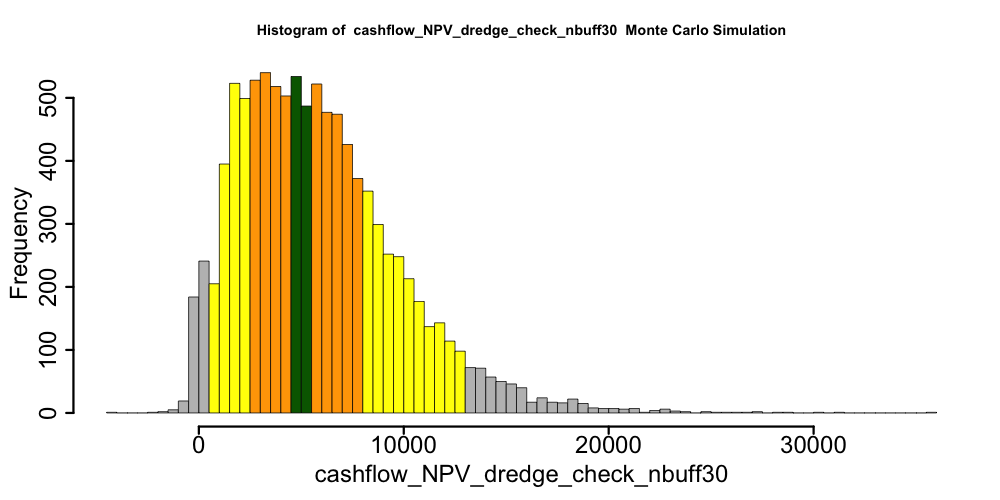 Histogram of  cashflow_NPV_dredge_check_nbuff30  Monte Carlo Simulation
Frequency
500
400
300
200
100
0
0 10000 20000 30000
cashflow_NPV_dredge_check_nbuff30